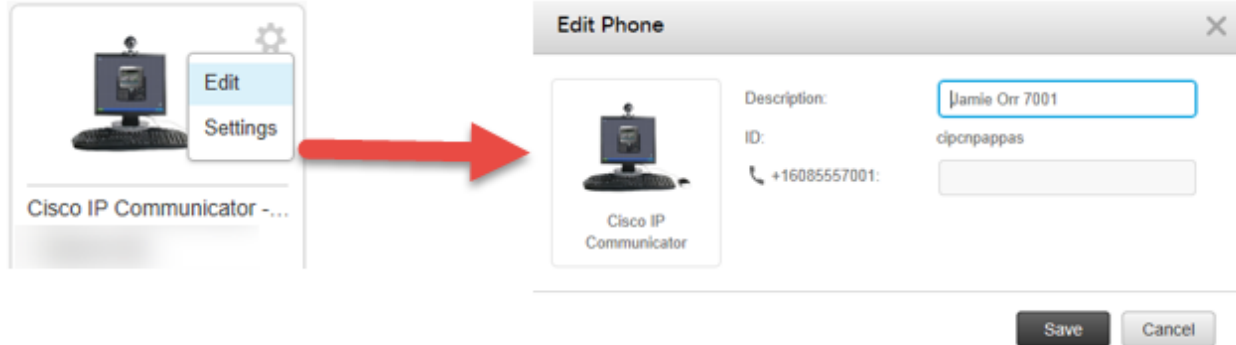 Edit
Settings
Cisco IP Communicator -...
Edit Phone
Description:
Jamie Orr 7001
ID:
cipcnpappas
+16085557001:
Cisco IP
Communicator
Save
Cancel